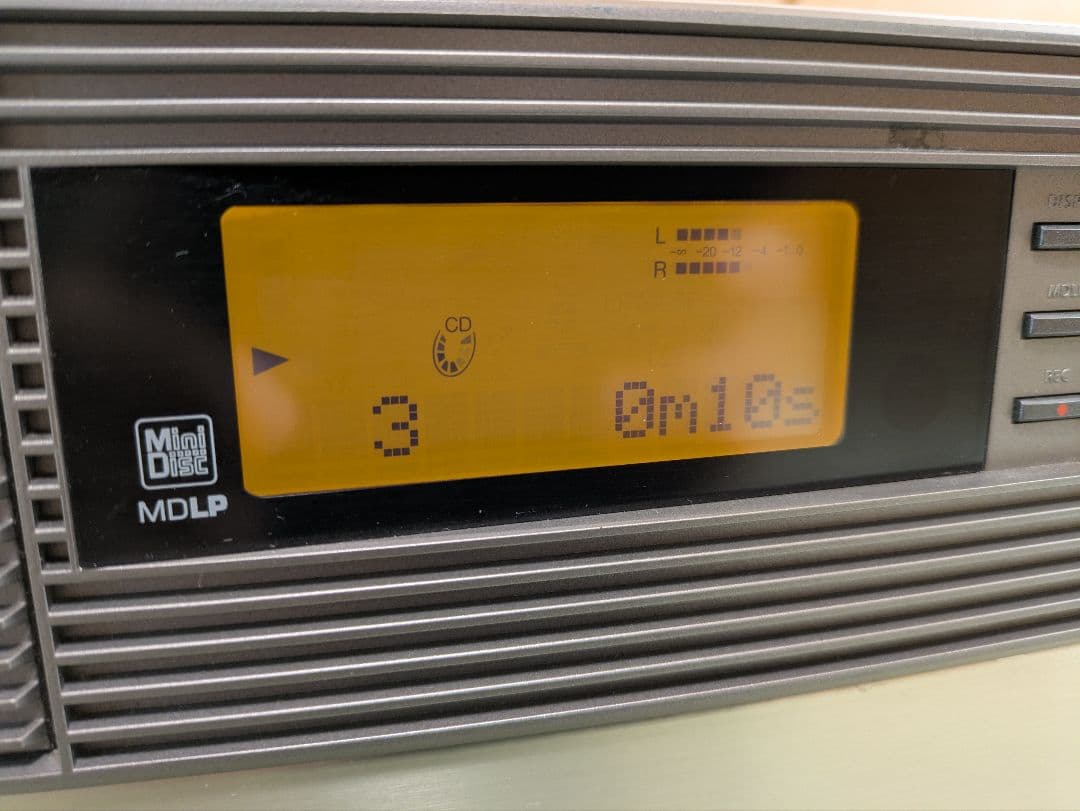 L
-∞ -20 -12 -4 -1 0
R
CD
3 0m10s
Mini
Disc
MDLP
REC